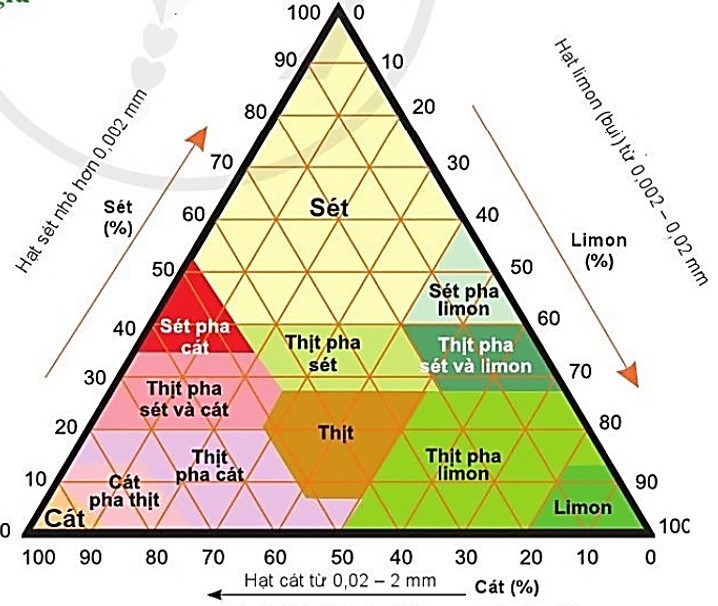 100 0
90 10
80 20
70 30
60 40
50 50
40 60
30 70
20 80
10 90
0 100
Hạt sét nhỏ hơn 0,002 mm
Sét
(%)
Hạt limon (bụi) từ 0,002 – 0,02 mm
Limon
(%)
Sét
Sét pha
limon
Sét pha
cát
Thịt pha
sét
Thịt pha
sét và limon
Thịt pha
sét và cát
Thịt
Thịt
pha cát
Thịt pha
limon
Cát
pha thịt
Cát
Limon
100 90 80 70 60 50 40 30 20 10 0
Hạt cát từ 0,02 – 2 mm
Cát (%)